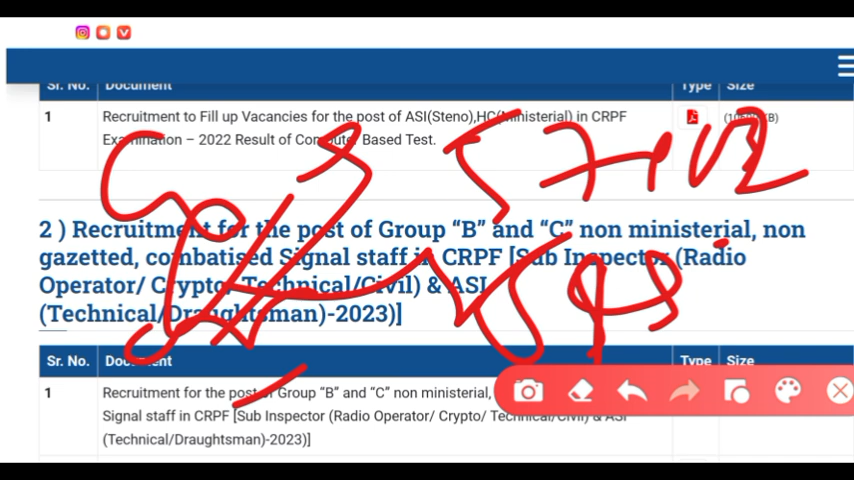 Sr. No. Document Type Size
1 Recruitment to Fill up Vacancies for the post of ASI(Steno),HC(Ministerial) in CRPF
Examination – 2022 Result of Computer Based Test.
2 ) Recruitment for the post of Group “B” and “C” non ministerial, non
gazetted, combatised Signal staff in CRPF [Sub Inspector (Radio
Operator/ Crypto/ Technical/Civil) & ASI
(Technical/Draughtsman)-2023)]
Sr. No. Document Type Size
1 Recruitment for the post of Group “B” and “C” non ministerial,
Signal staff in CRPF [Sub Inspector (Radio Operator/ Crypto/ Technical/Civil) & ASI
(Technical/Draughtsman)-2023)]